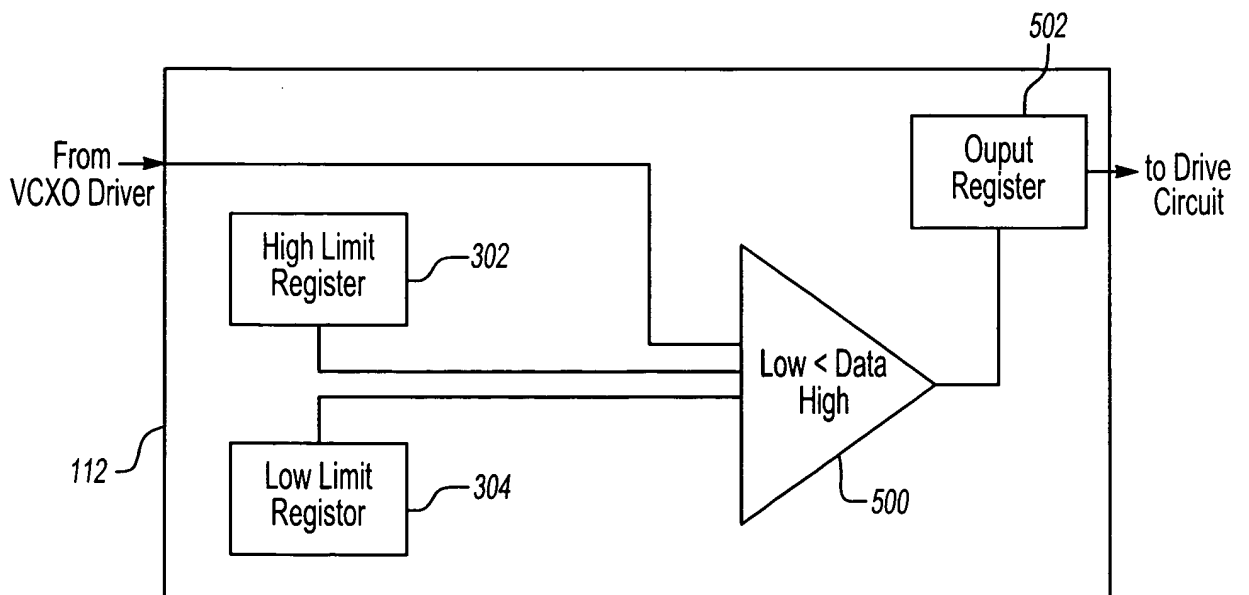 502
From
VCXO Driver
Ouput
Register
to Drive
Circuit
High Limit
Register
302
Low < Data
High
112
Low Limit
Registor
304
500